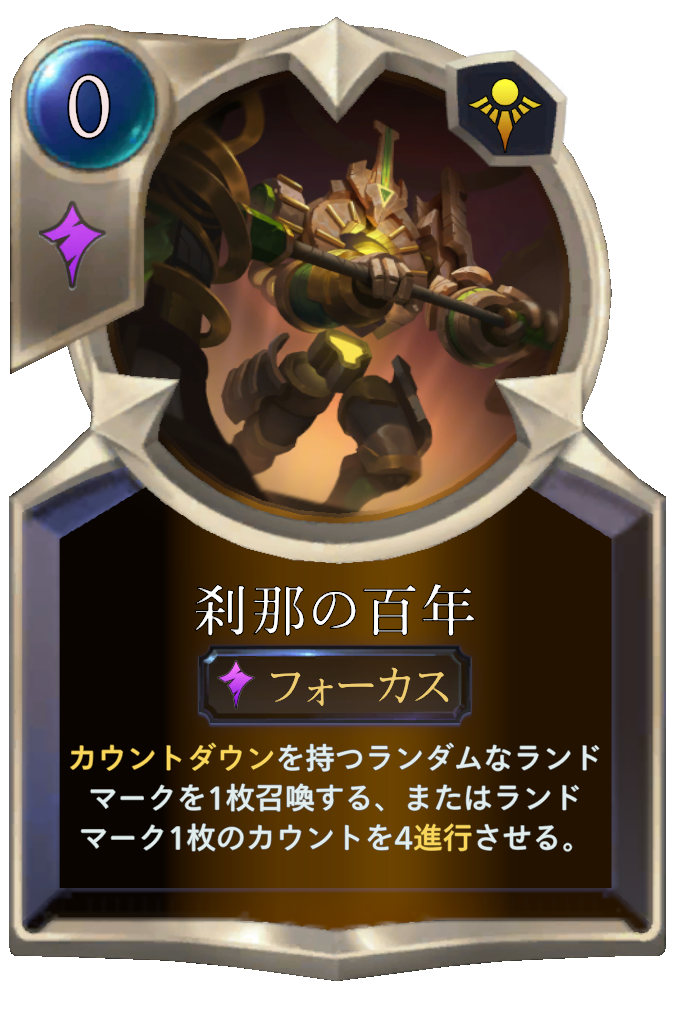 0
刹那の百年
フォーカス
カウントダウンを持つランダムなランド
マークを1枚召喚する、またはランド
マーク1枚のカウントを4進行させる。